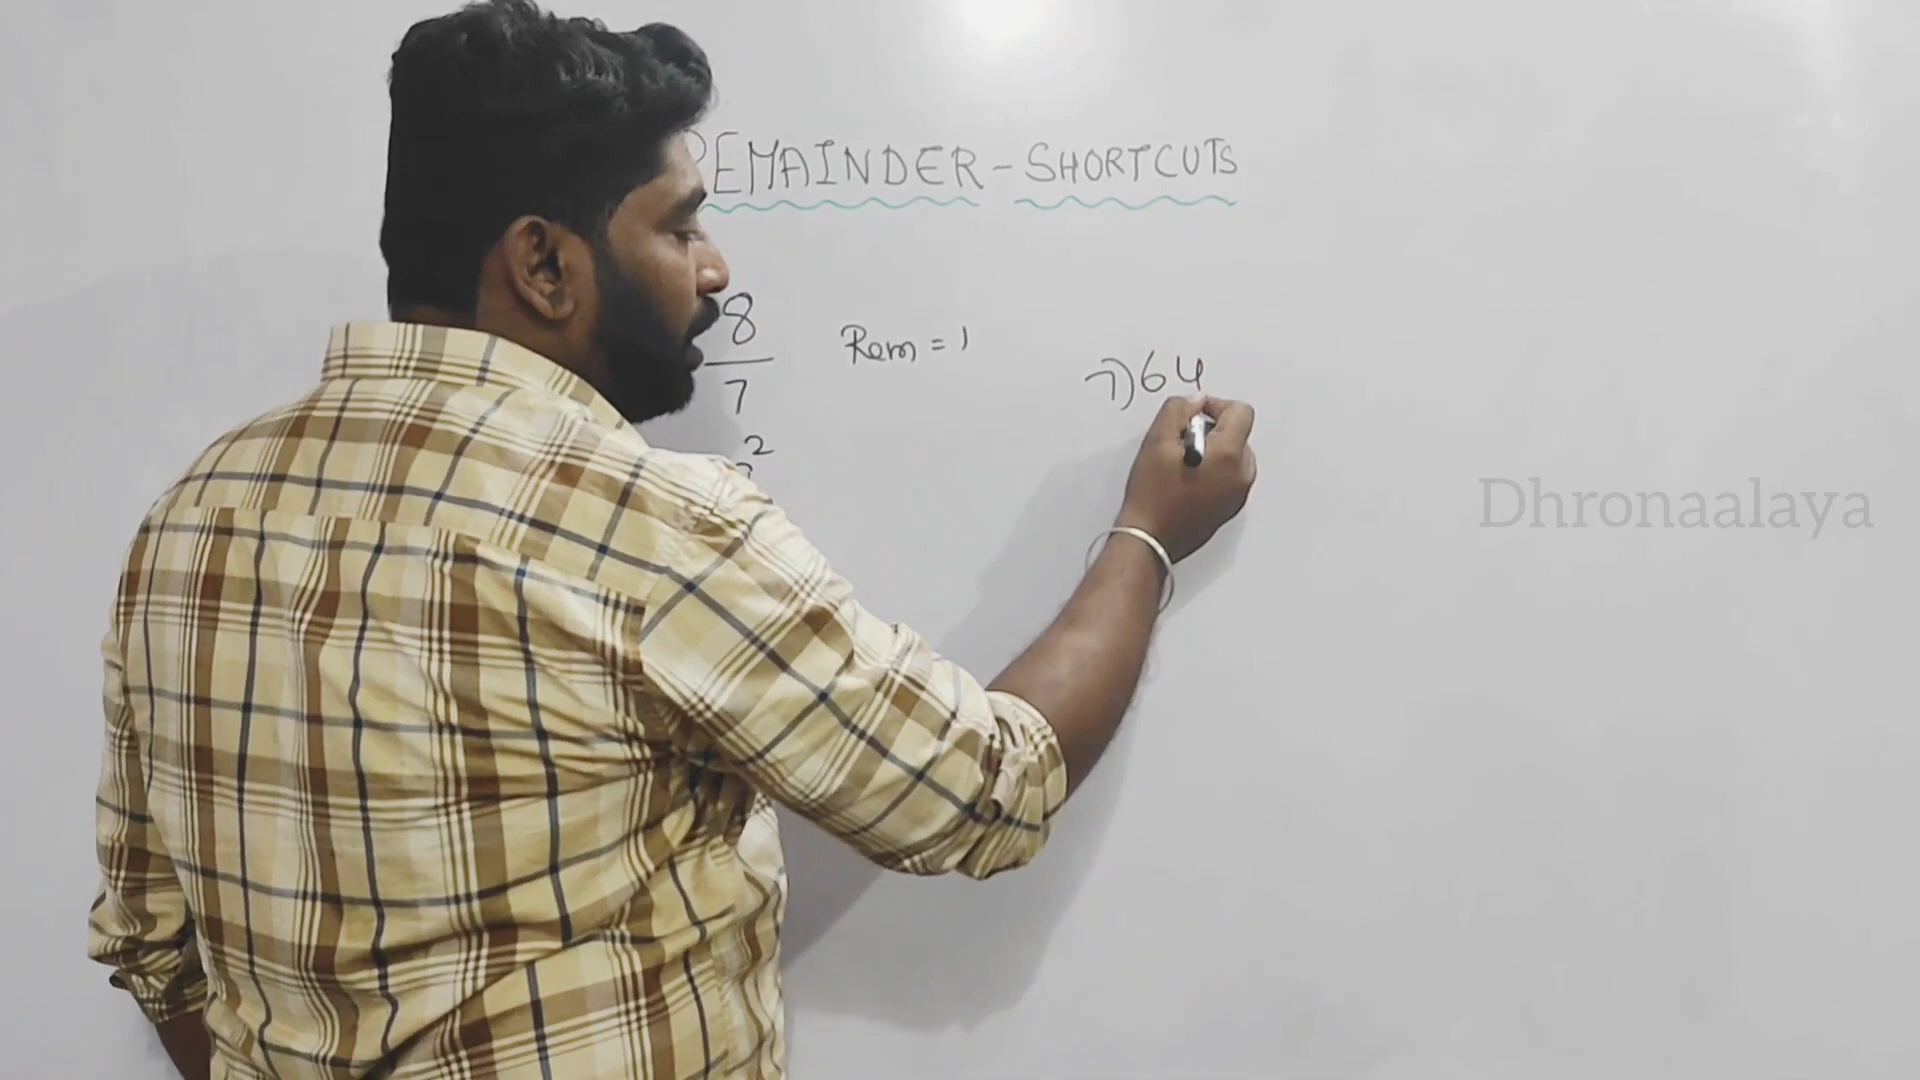 REMAINDER - SHORTCUTS
8
7
Rem = 1
7)64
2
Dhronaalaya